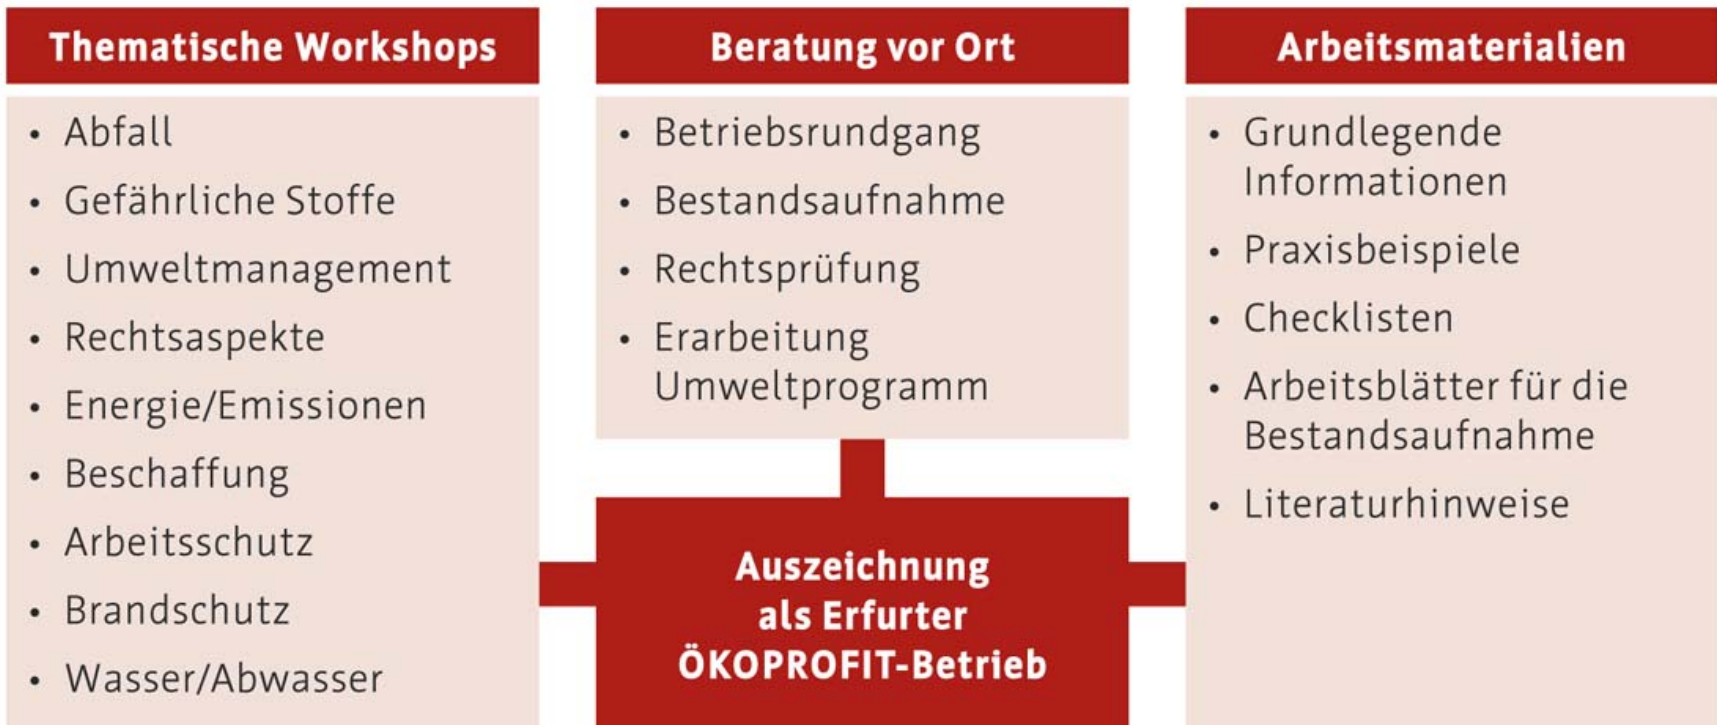 Thematische Workshops
• Abfall
• Gefährliche Stoffe
• Umweltmanagement
• Rechtsaspekte
• Energie/Emissionen
• Beschaffung
• Arbeitsschutz
• Brandschutz
• Wasser/Abwasser
Beratung vor Ort
• Betriebsrundgang
• Bestandsaufnahme
• Rechtsprüfung
• Erarbeitung
Umweltprogramm
Arbeitsmaterialien
• Grundlegende
Informationen
• Praxisbeispiele
• Checklisten
• Arbeitsblätter für die
Bestandsaufnahme
• Literaturhinweise
Auszeichnung
als Erfurter
ÖKOPROFIT-Betrieb